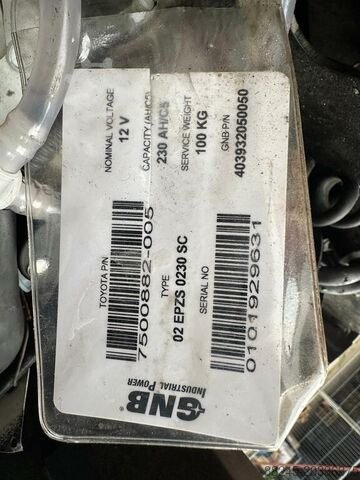 NOMINAL VOLTAGE
12 V
CAPACITY (AH/C5)
230 AH/C5
SERVICE WEIGHT
100 KG
GNB-P/N
403932050050
TOYOTA P/N
7500882-005
TYPE
02 EPZS 0230 SC
SERIAL NO
0101929631
GNB
INDUSTRIAL POWER